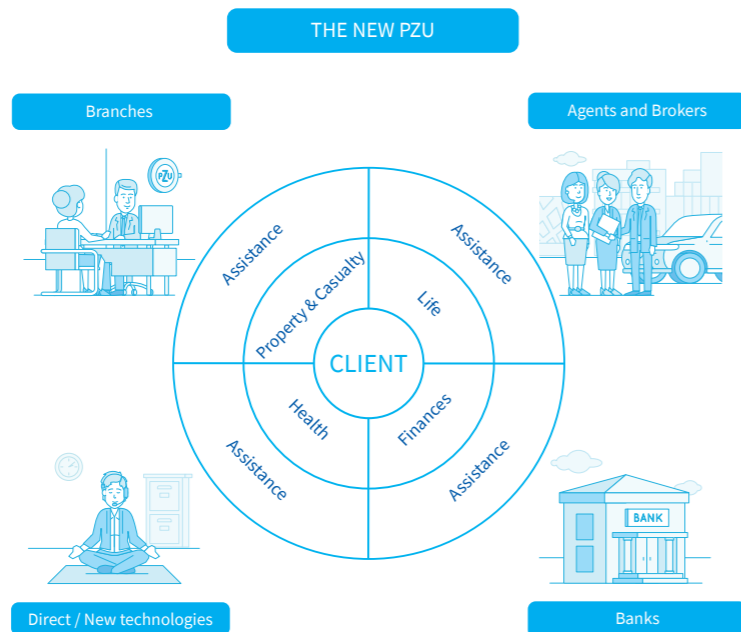 THE NEW PZU
Branches
Agents and Brokers
PZU
Assistance
Assistance
Property & Casualty
Life
CLIENT
Health
Finances
Assistance
Assistance
BANK
Direct / New technologies
Banks